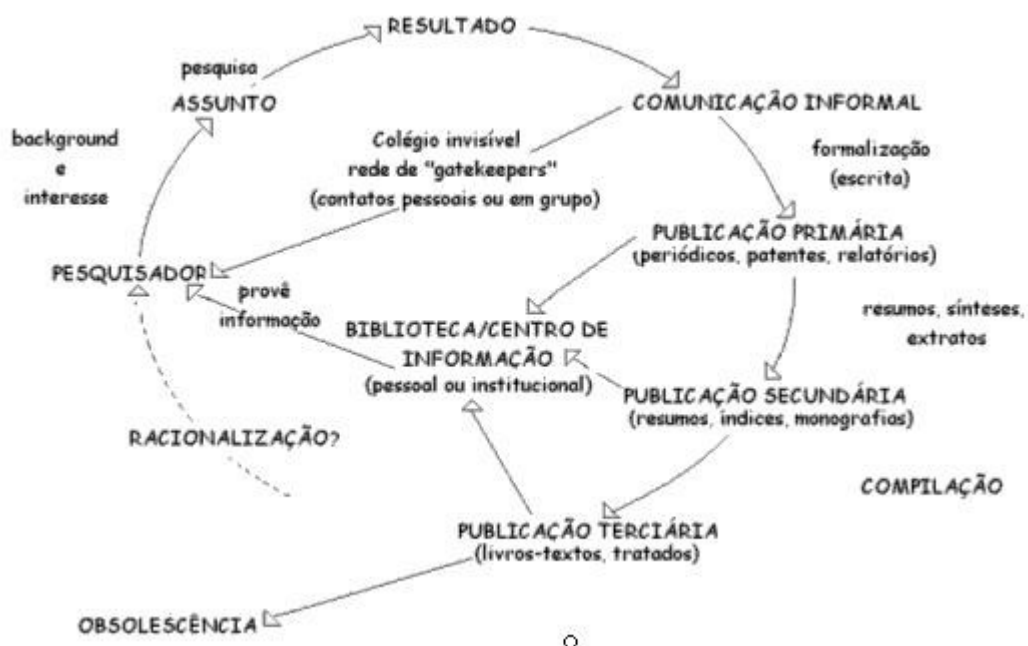 RESULTADO
pesquisa
ASSUNTO
COMUNICAÇÃO INFORMAL
background
e
interesse
Colégio invisível
rede de "gatekeepers"
(contatos pessoais ou em grupo)
formalização
(escrita)
PUBLICAÇÃO PRIMÁRIA
(periódicos, patentes, relatórios)
PESQUISADOR
provê
informação
BIBLIOTECA/CENTRO DE
INFORMAÇÃO
(pessoal ou institucional)
resumos, sínteses,
extratos
PUBLICAÇÃO SECUNDÁRIA
(resumos, índices, monografias)
RACIONALIZAÇÃO?
COMPILAÇÃO
PUBLICAÇÃO TERCIÁRIA
(livros-textos, tratados)
OBSOLESCÊNCIA